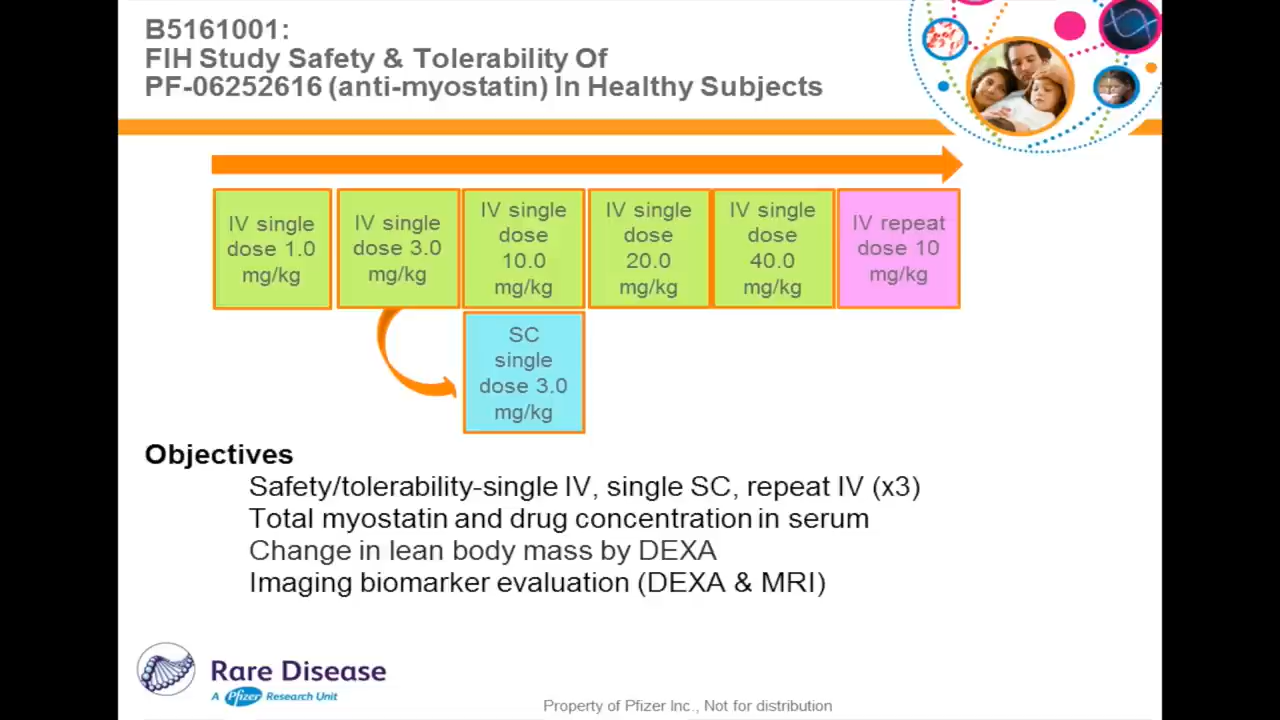 B5161001:
FIH Study Safety & Tolerability Of
PF-06252616 (anti-myostatin) In Healthy Subjects
IV single
dose 1.0
mg/kg
IV single
dose 3.0
mg/kg
IV single
dose
10.0
mg/kg
IV single
dose
20.0
mg/kg
IV single
dose
40.0
mg/kg
IV repeat
dose 10
mg/kg
SC
single
dose 3.0
mg/kg
Objectives
Safety/tolerability-single IV, single SC, repeat IV (x3)
Total myostatin and drug concentration in serum
Change in lean body mass by DEXA
Imaging biomarker evaluation (DEXA & MRI)
Rare Disease
A Pfizer Research Unit
Property of Pfizer Inc., Not for distribution